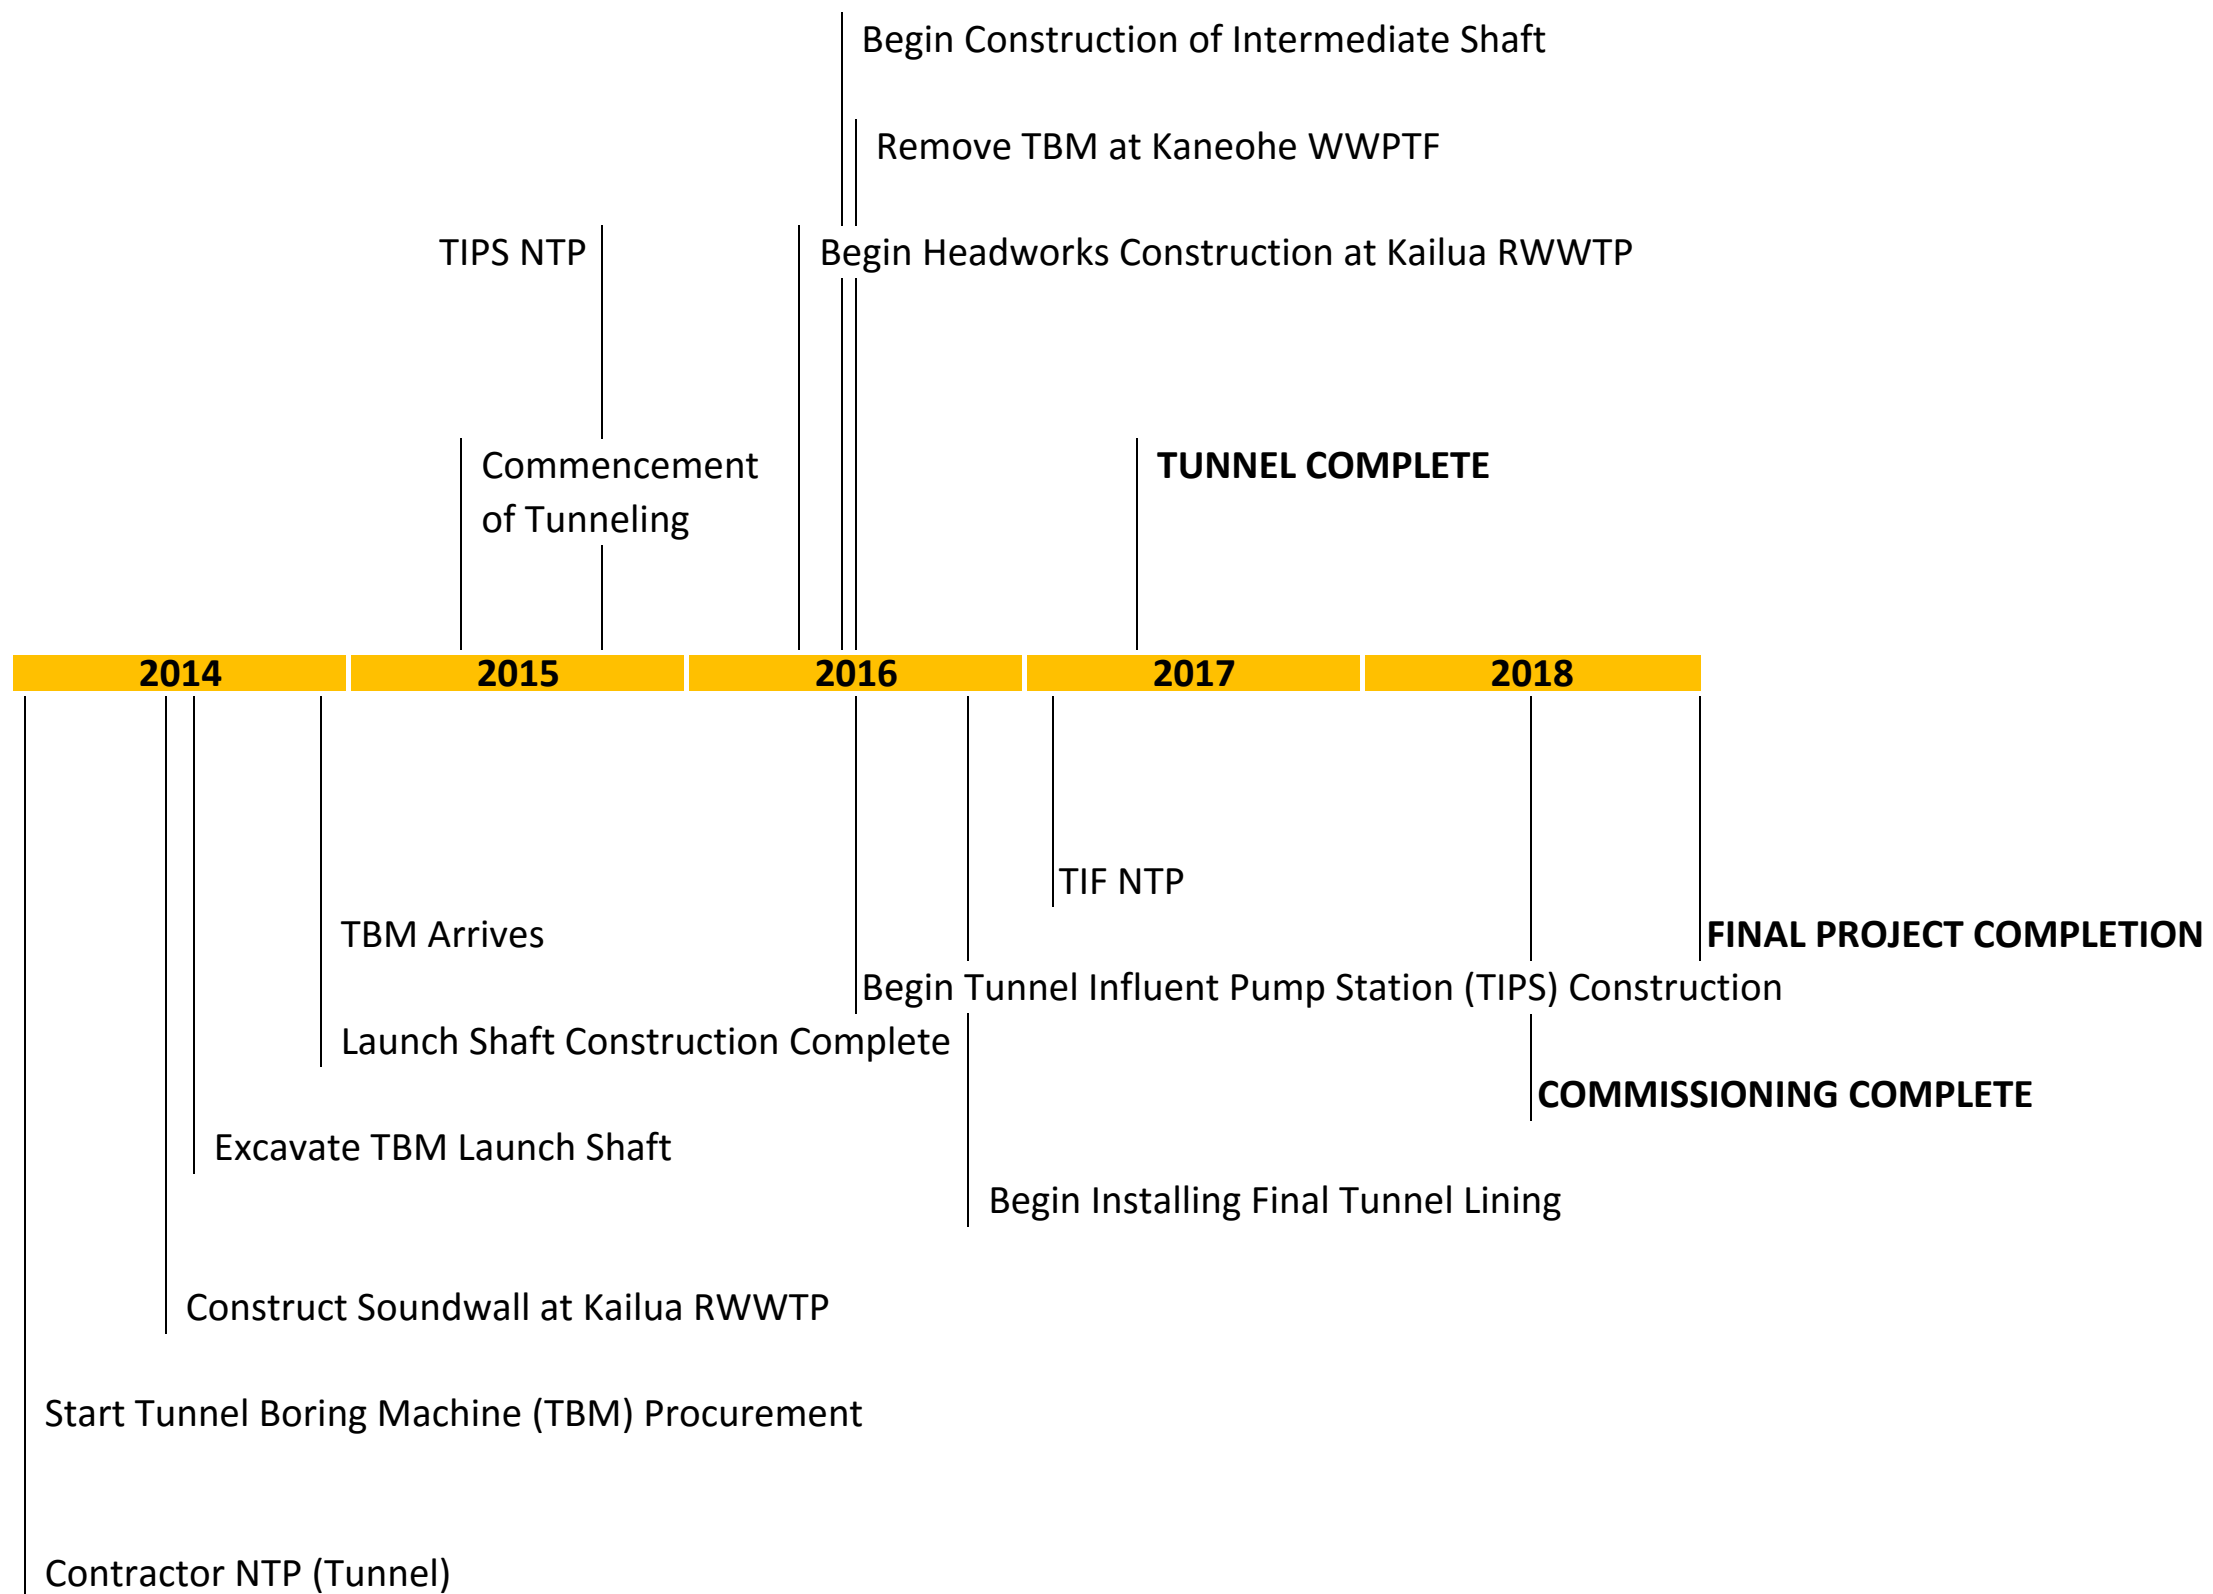 Begin Construction of Intermediate Shaft
Remove TBM at Kaneohe WWPTF
TIPS NTP
Begin Headworks Construction at Kailua RWWTP
Commencement
of Tunneling
TUNNEL COMPLETE
2014
2015
2016
2017
2018
TIF NTP
TBM Arrives
FINAL PROJECT COMPLETION
Begin Tunnel Influent Pump Station (TIPS) Construction
Launch Shaft Construction Complete
COMMISSIONING COMPLETE
Excavate TBM Launch Shaft
Begin Installing Final Tunnel Lining
Construct Soundwall at Kailua RWWTP
Start Tunnel Boring Machine (TBM) Procurement
Contractor NTP (Tunnel)